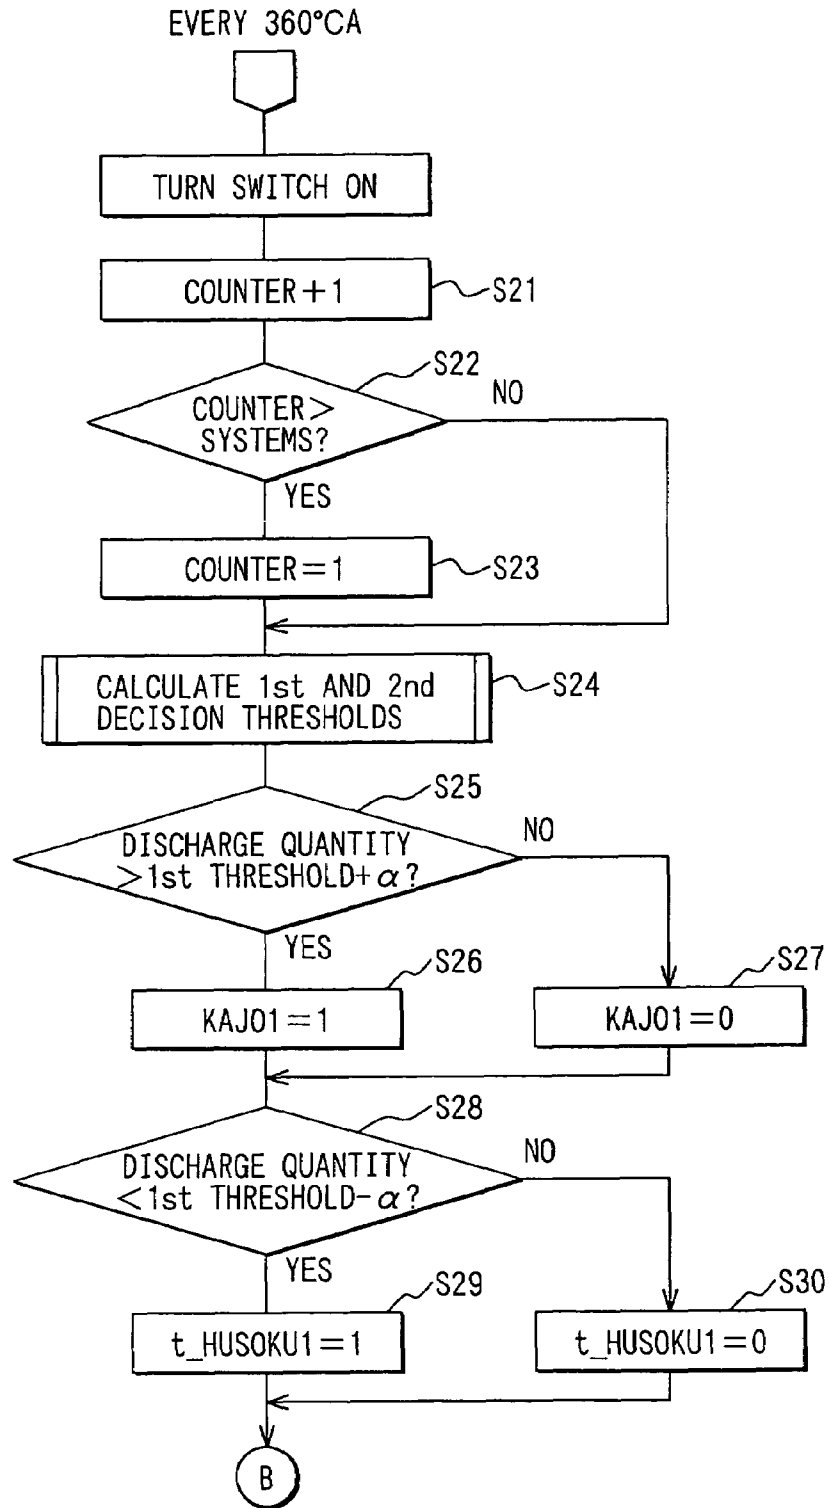 EVERY 360°CA
TURN SWITCH ON
COUNTER+1
S21
S22
COUNTER>
SYSTEMS?
NO
YES
COUNTER=1
S23
CALCULATE 1st AND 2nd
DECISION THRESHOLDS
S24
S25
DISCHARGE QUANTITY
>1st THRESHOLD+α?
NO
YES
S26
KAJO1=1
S27
KAJO1=0
S28
DISCHARGE QUANTITY
<1st THRESHOLD-α?
NO
YES
S29
t_HUSOKU1=1
S30
t_HUSOKU1=0
B